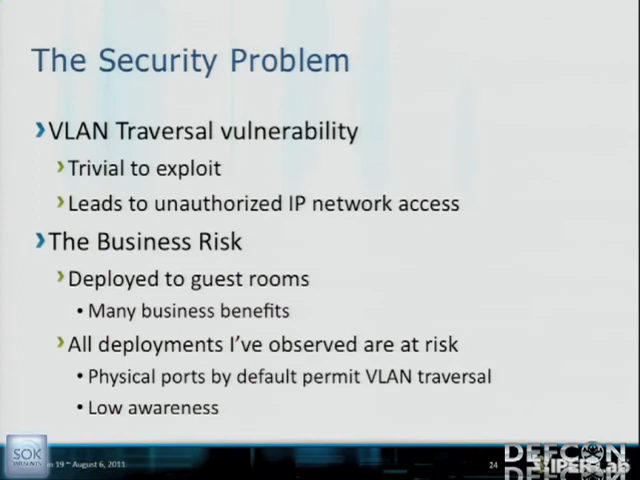 The Security Problem
VLAN Traversal vulnerability
Trivial to exploit
Leads to unauthorized IP network access
The Business Risk
Deployed to guest rooms
• Many business benefits
All deployments I've observed are at risk
• Physical ports by default permit VLAN traversal
• Low awareness
SOK
PRESENTS
19 ~ August 6, 2011
24
DEFCON